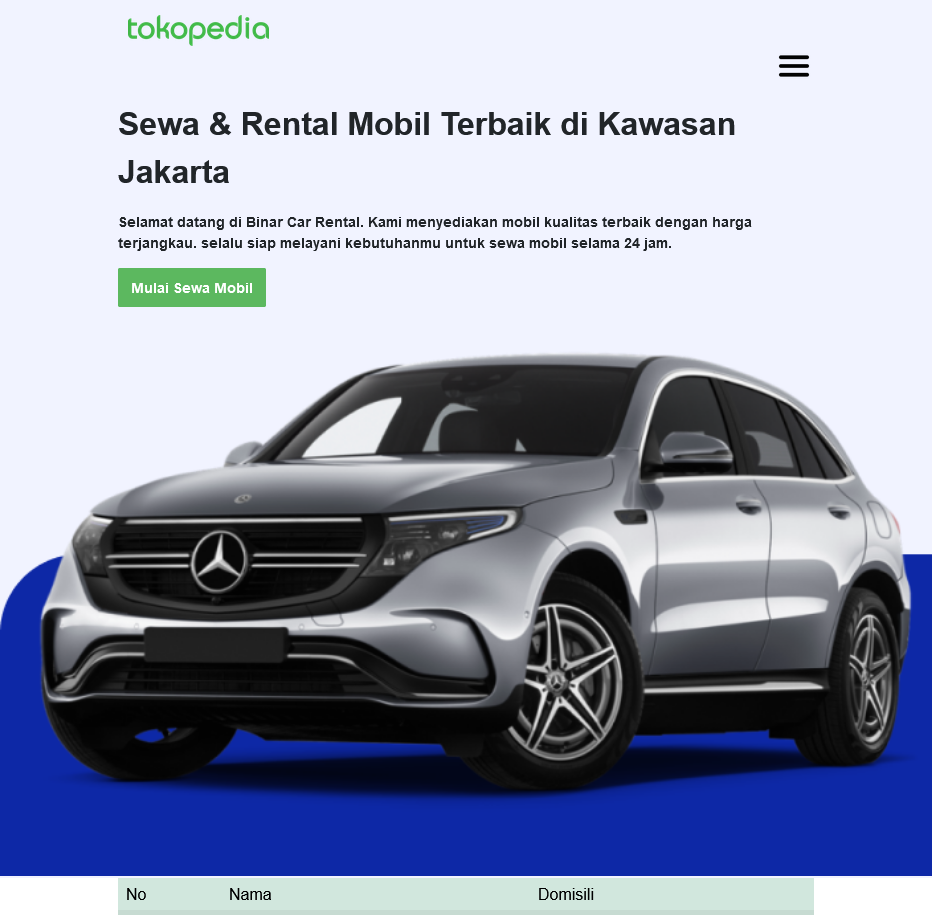 tokopedia
Sewa & Rental Mobil Terbaik di Kawasan
Jakarta
Selamat datang di Binar Car Rental. Kami menyediakan mobil kualitas terbaik dengan harga
terjangkau. selalu siap melayani kebutuhanmu untuk sewa mobil selama 24 jam.
Mulai Sewa Mobil
No Nama Domisili